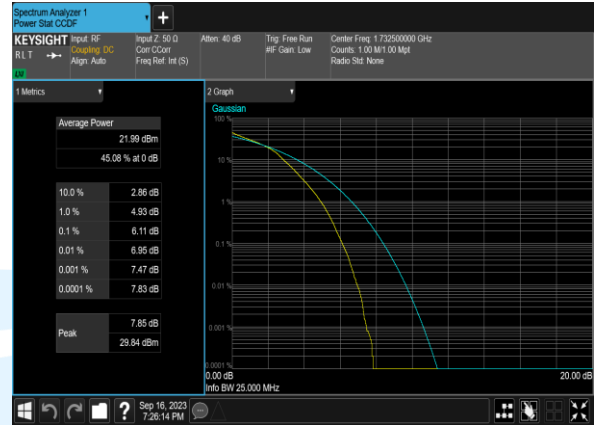 Spectrum Analyzer 1
Power Stat CCDF
KEYSIGHT
Input: RF
Coupling: DC
Align: Auto
Input Z: 50 Ω
Corr CCorr
Freq Ref: Int (S)
Atten: 40 dB
Trig: Free Run
#IF Gain: Low
Center Freq: 1.732500000 GHz
Counts: 1.00 M/1.00 Mpt
Radio Std: None
R L T
1 Metrics
Average Power
21.99 dBm
45.08 % at 0 dB
10.0 % 2.86 dB
1.0 % 4.93 dB
0.1 % 6.11 dB
0.01 % 6.95 dB
0.001 % 7.47 dB
0.0001 % 7.83 dB
Peak
7.85 dB
29.84 dBm
2 Graph
Gaussian
100 %
10 %
1 %
0.1 %
0.01 %
0.001 %
0.0001 %
0.00 dB
20.00 dB
Info BW 25.000 MHz
Sep 16, 2023
7:26:14 PM